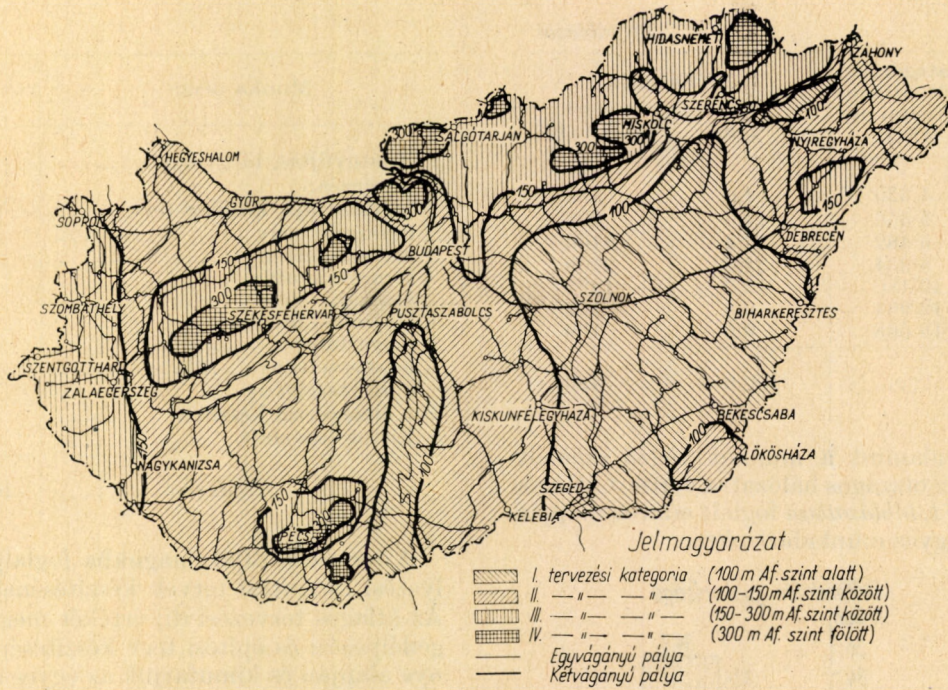 HIDASNÉMETI
ZÁHONY
SZERENCS
100
MISKOLC
300
SALGÓTARJÁN
300
300
NYÍREGYHÁZA
HEGYESHALOM
150
150
300
GYŐR
100
SOPRON
DEBRECEN
BUDAPEST
150
300
150
SZOMBATHELY
SZÉKESFEHÉRVÁR
PUSZTASZABOLCS
SZOLNOK
BIHARKERESZTES
SZENTGOTTHÁRD
ZALAEGERSZEG
KISKUNFÉLEGYHÁZA
BÉKÉSCSABA
100
LŐKÖSHÁZA
150
NAGYKANIZSA
100
150
SZEGED
PÉCS
KELEBIA
Jelmagyarázat
I. tervezési kategoria (100 m Af. szint alatt)
II. — " — — " — (100-150 m Af. szint között)
III. — " — — " — (150-300 m Af. szint között)
IV. — " — — " — (300 m Af. szint fölött)
Egyvágányú pálya
Kétvágányú pálya